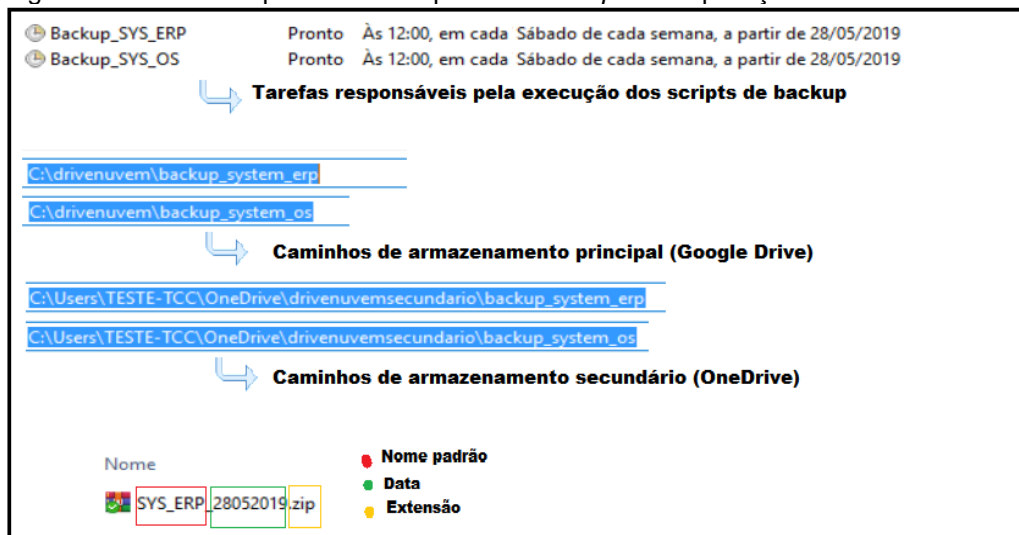 Backup_SYS_ERP Pronto Às 12:00, em cada Sábado de cada semana, a partir de 28/05/2019
Backup_SYS_OS Pronto Às 12:00, em cada Sábado de cada semana, a partir de 28/05/2019
Tarefas responsáveis pela execução dos scripts de backup
C:\drivenuvem\backup_system_erp
C:\drivenuvem\backup_system_os
Caminhos de armazenamento principal (Google Drive)
C:\Users\TESTE-TCC\OneDrive\drivenuvemsecundario\backup_system_erp
C:\Users\TESTE-TCC\OneDrive\drivenuvemsecundario\backup_system_os
Caminhos de armazenamento secundário (OneDrive)
Nome
SYS_ERP_28052019.zip
Nome padrão
Data
Extensão